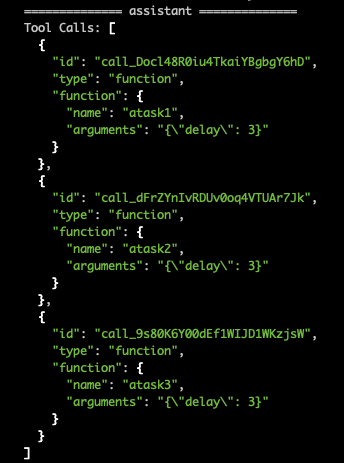 ============== assistant ==============
Tool Calls: [
  {
    "id": "call_Docl48R0iu4TkaiYBgbgY6hD",
    "type": "function",
    "function": {
      "name": "atask1",
      "arguments": "{\"delay\": 3}"
    }
  },
  {
    "id": "call_dFrZYnIvRDUv0oq4VTUAr7Jk",
    "type": "function",
    "function": {
      "name": "atask2",
      "arguments": "{\"delay\": 3}"
    }
  },
  {
    "id": "call_9s80K6Y00dEf1WIJD1WKzjsW",
    "type": "function",
    "function": {
      "name": "atask3",
      "arguments": "{\"delay\": 3}"
    }
  }
]